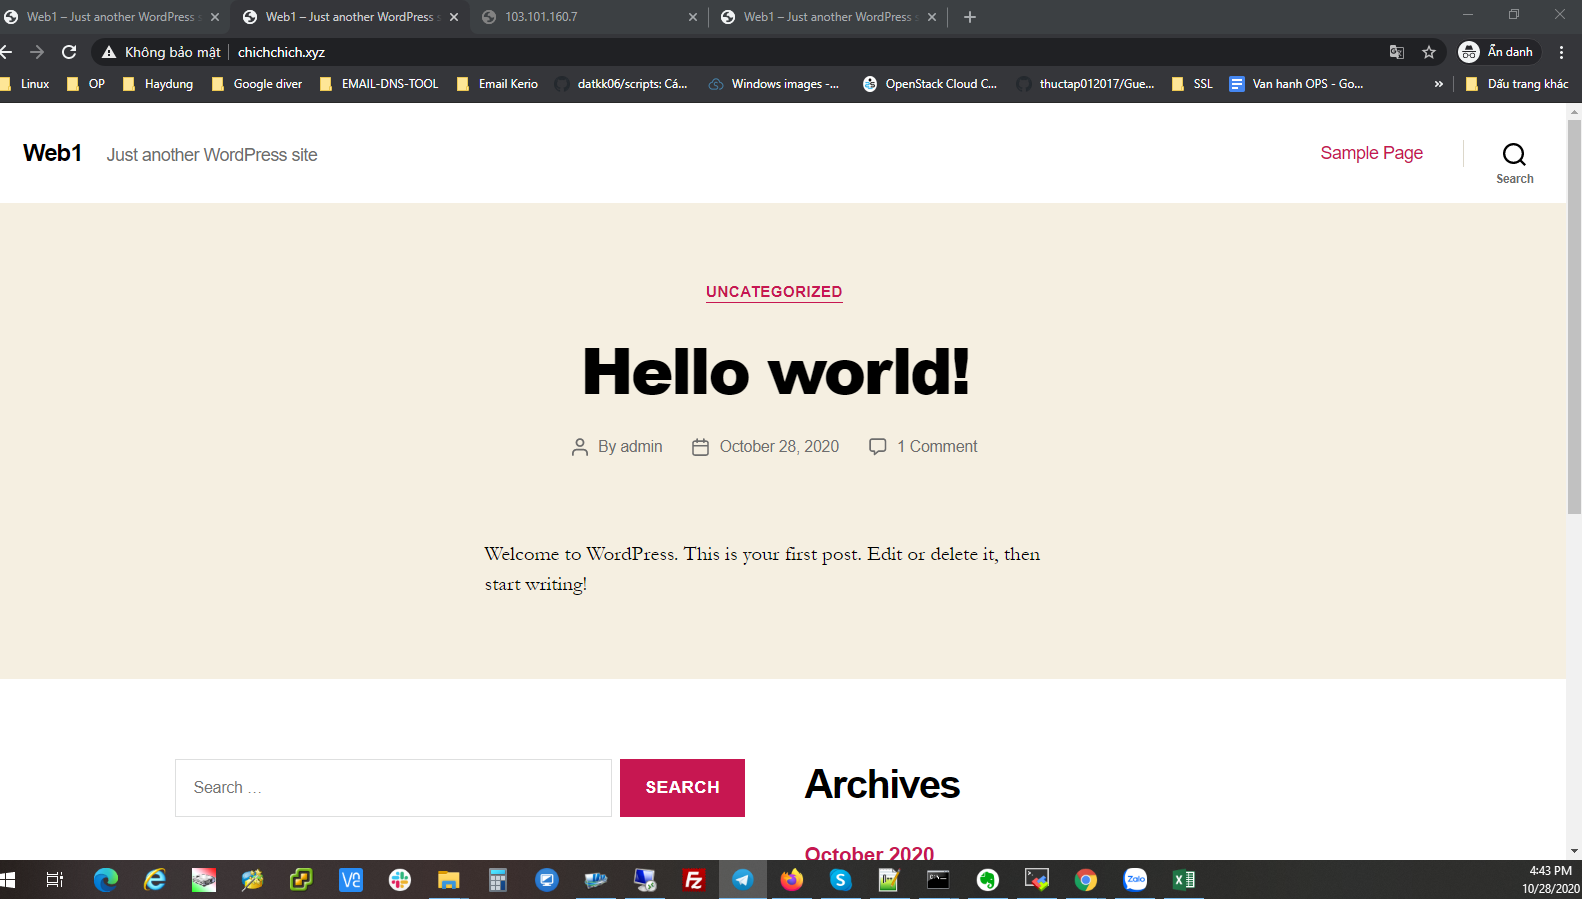 Web1 – Just another WordPress s
Web1 – Just another WordPress s
103.101.160.7
Web1 – Just another WordPress s
Không bảo mật
chichchich.xyz
Ẩn danh
Linux
OP
Haydung
Google diver
EMAIL-DNS-TOOL
Email Kerio
datkk06/scripts: Cá...
Windows images -...
OpenStack Cloud C...
thuctap012017/Gue...
SSL
Van hanh OPS - Go...
»
Dấu trang khác
Web1
Just another WordPress site
Sample Page
Search
UNCATEGORIZED
Hello world!
By admin
October 28, 2020
1 Comment
Welcome to WordPress. This is your first post. Edit or delete it, then
start writing!
Search …
SEARCH
Archives
October 2020
Zalo
4:43 PM
10/28/2020